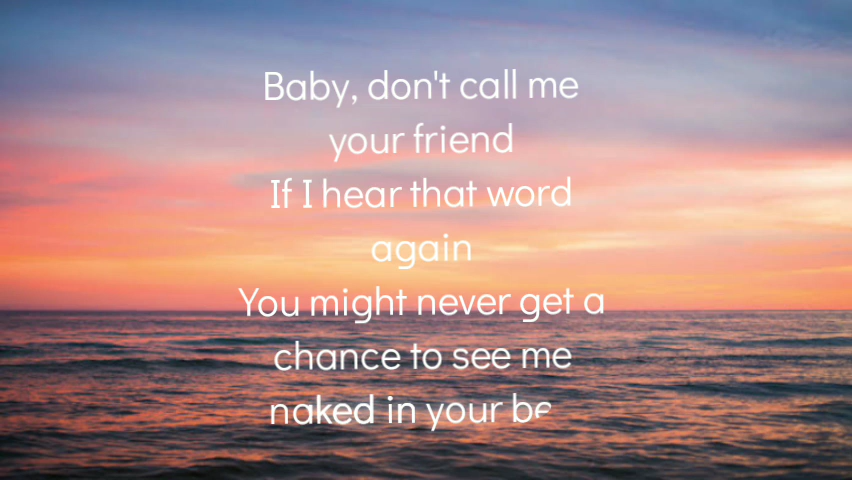 Baby, don't call me
your friend
If I hear that word
again
You might never get a
chance to see me
naked in your be